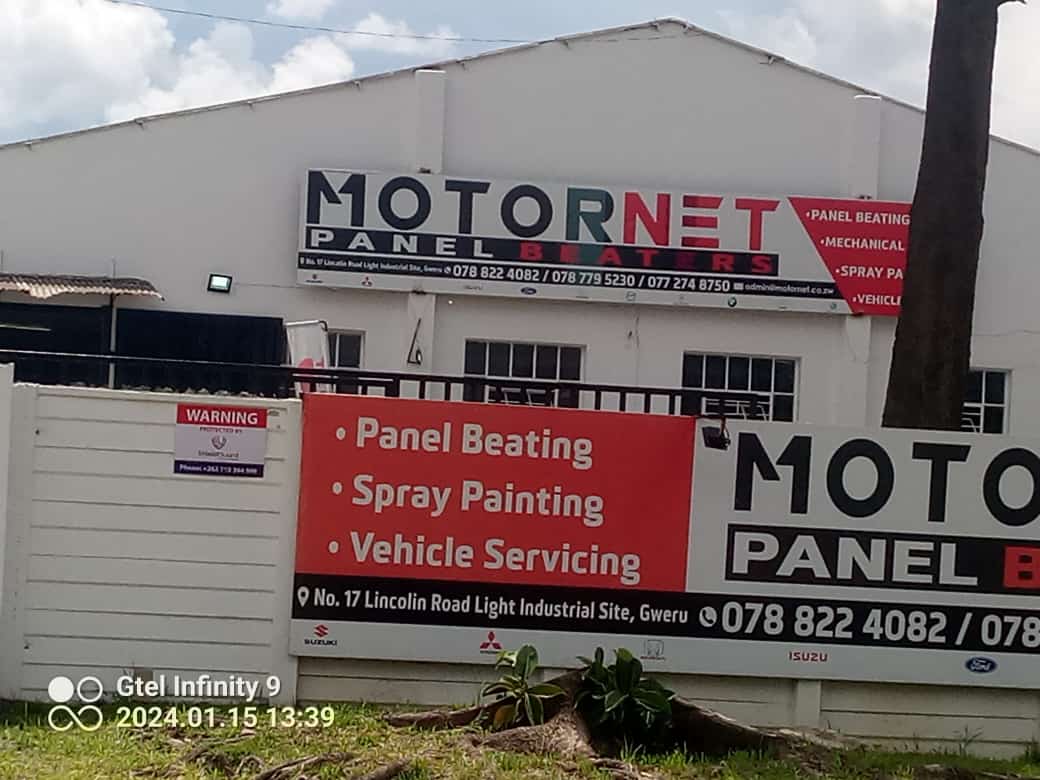 MOTORNET
PANEL BEATERS
No. 17 Lincolin Road Light Industrial Site, Gweru 078 822 4082 / 078 779 5230 / 077 274 8750 admin@motornet.co.zw
•PANEL BEATING
•MECHANICAL
•SPRAY PA
•VEHICLE
WARNING
PROTECTED BY
• Panel Beating
• Spray Painting
• Vehicle Servicing
MOTO
PANEL B
No. 17 Lincolin Road Light Industrial Site, Gweru 078 822 4082 / 078
SUZUKI
ISUZU
Ford
Gtel Infinity 9
2024.01.15 13:39